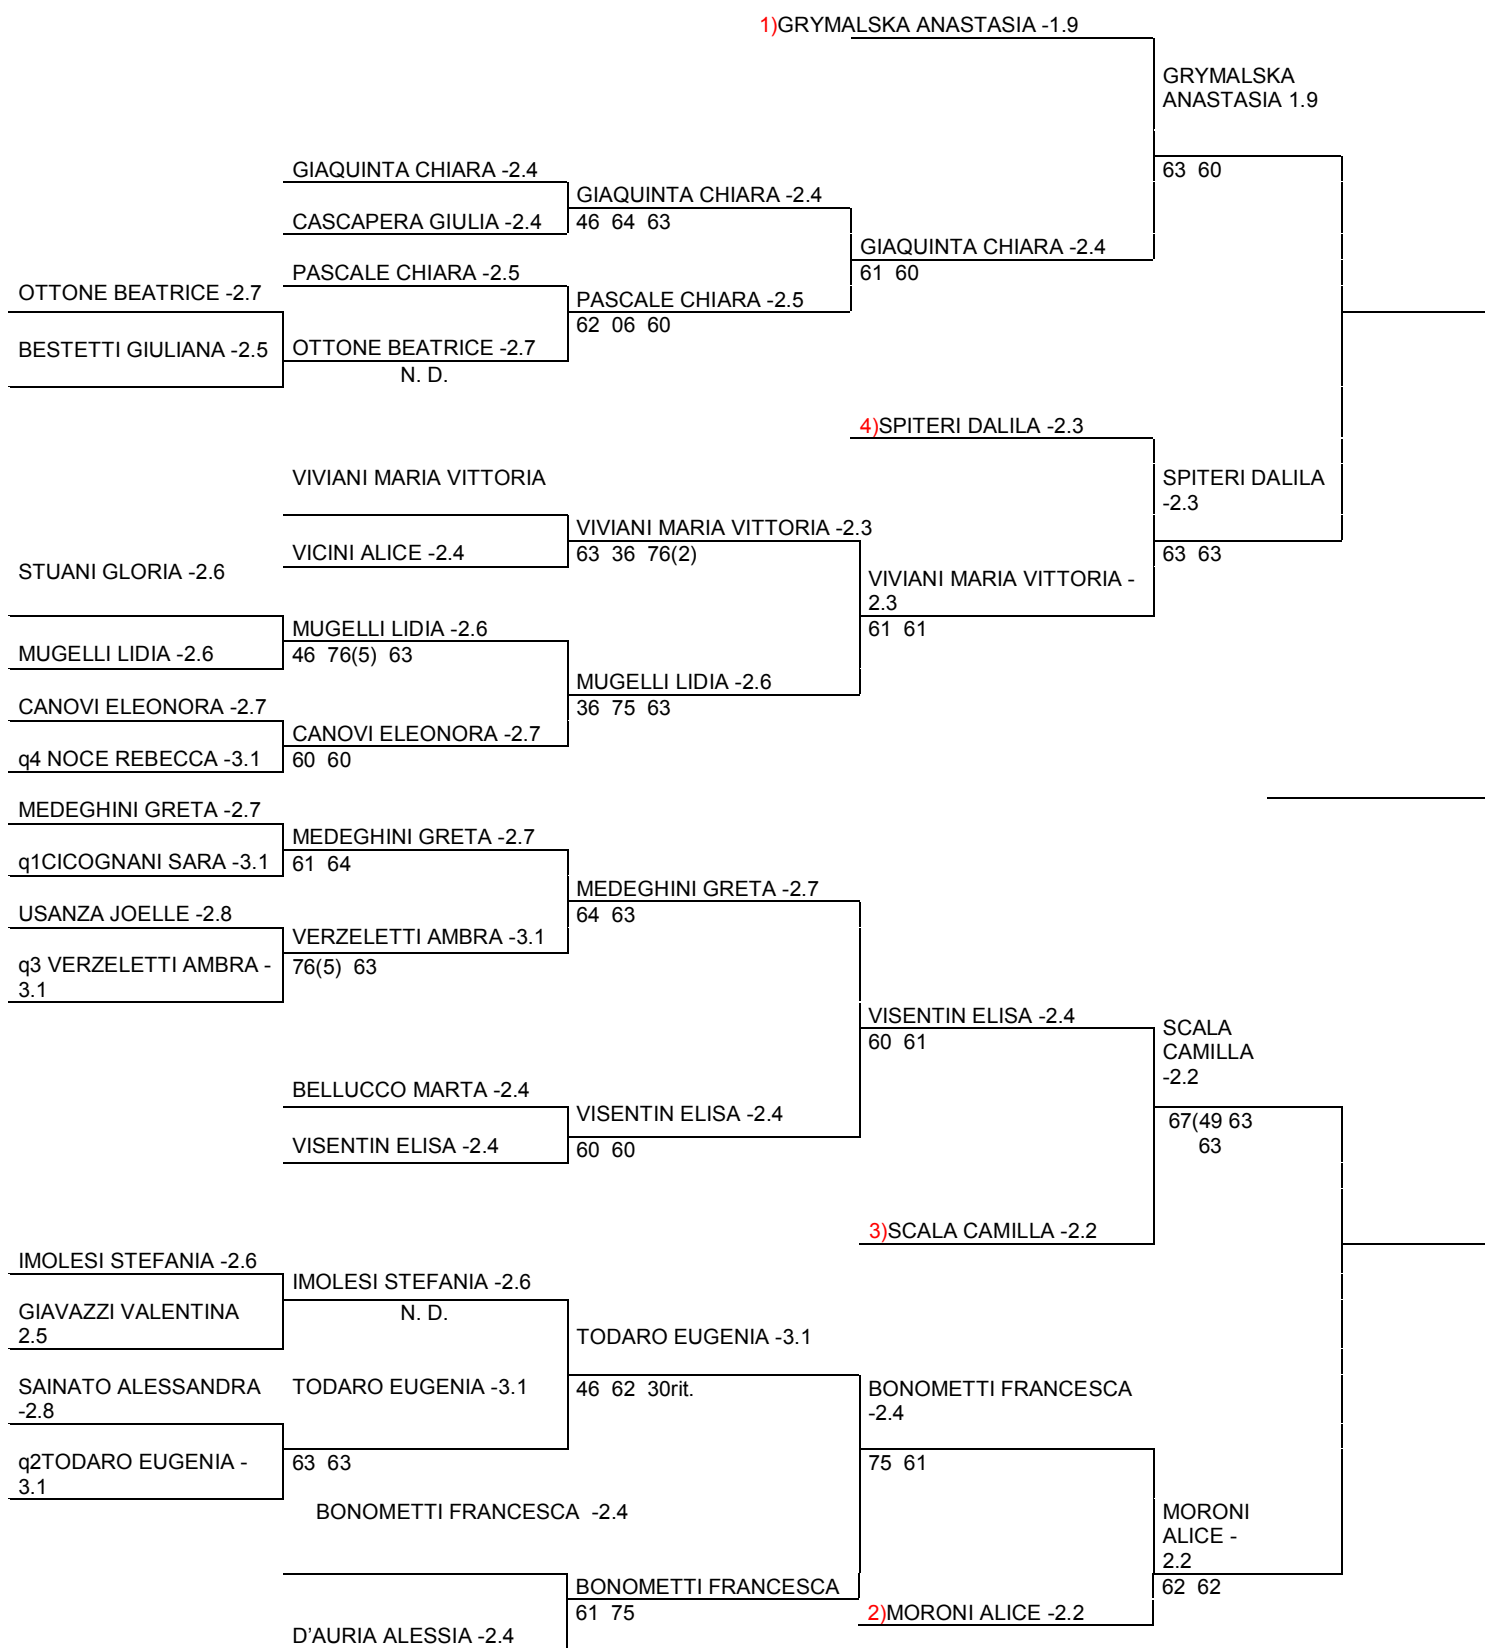 1)GRYMALSKA ANASTASIA -1.9
GRYMALSKA
ANASTASIA 1.9
GIAQUINTA CHIARA -2.4
63 60
GIAQUINTA CHIARA -2.4
CASCAPERA GIULIA -2.4
46 64 63
GIAQUINTA CHIARA -2.4
PASCALE CHIARA -2.5
61 60
OTTONE BEATRICE -2.7
PASCALE CHIARA -2.5
62 06 60
BESTETTI GIULIANA -2.5
OTTONE BEATRICE -2.7
N. D.
4)SPITERI DALILA -2.3
VIVIANI MARIA VITTORIA
SPITERI DALILA
-2.3
VIVIANI MARIA VITTORIA -2.3
VICINI ALICE -2.4
63 36 76(2)
63 63
STUANI GLORIA -2.6
VIVIANI MARIA VITTORIA -
2.3
MUGELLI LIDIA -2.6
61 61
MUGELLI LIDIA -2.6
46 76(5) 63
MUGELLI LIDIA -2.6
CANOVI ELEONORA -2.7
36 75 63
CANOVI ELEONORA -2.7
q4 NOCE REBECCA -3.1
60 60
MEDEGHINI GRETA -2.7
MEDEGHINI GRETA -2.7
q1CICOGNANI SARA -3.1
61 64
MEDEGHINI GRETA -2.7
USANZA JOELLE -2.8
64 63
VERZELETTI AMBRA -3.1
q3 VERZELETTI AMBRA -
3.1
76(5) 63
VISENTIN ELISA -2.4
60 61
SCALA
CAMILLA
-2.2
BELLUCCO MARTA -2.4
VISENTIN ELISA -2.4
67(49 63
63
VISENTIN ELISA -2.4
60 60
3)SCALA CAMILLA -2.2
IMOLESI STEFANIA -2.6
IMOLESI STEFANIA -2.6
GIAVAZZI VALENTINA
2.5
N. D.
TODARO EUGENIA -3.1
SAINATO ALESSANDRA
-2.8
TODARO EUGENIA -3.1
46 62 30rit.
BONOMETTI FRANCESCA
-2.4
q2TODARO EUGENIA -
3.1
63 63
75 61
BONOMETTI FRANCESCA -2.4
MORONI
ALICE -
2.2
BONOMETTI FRANCESCA
62 62
61 75
2)MORONI ALICE -2.2
D'AURIA ALESSIA -2.4